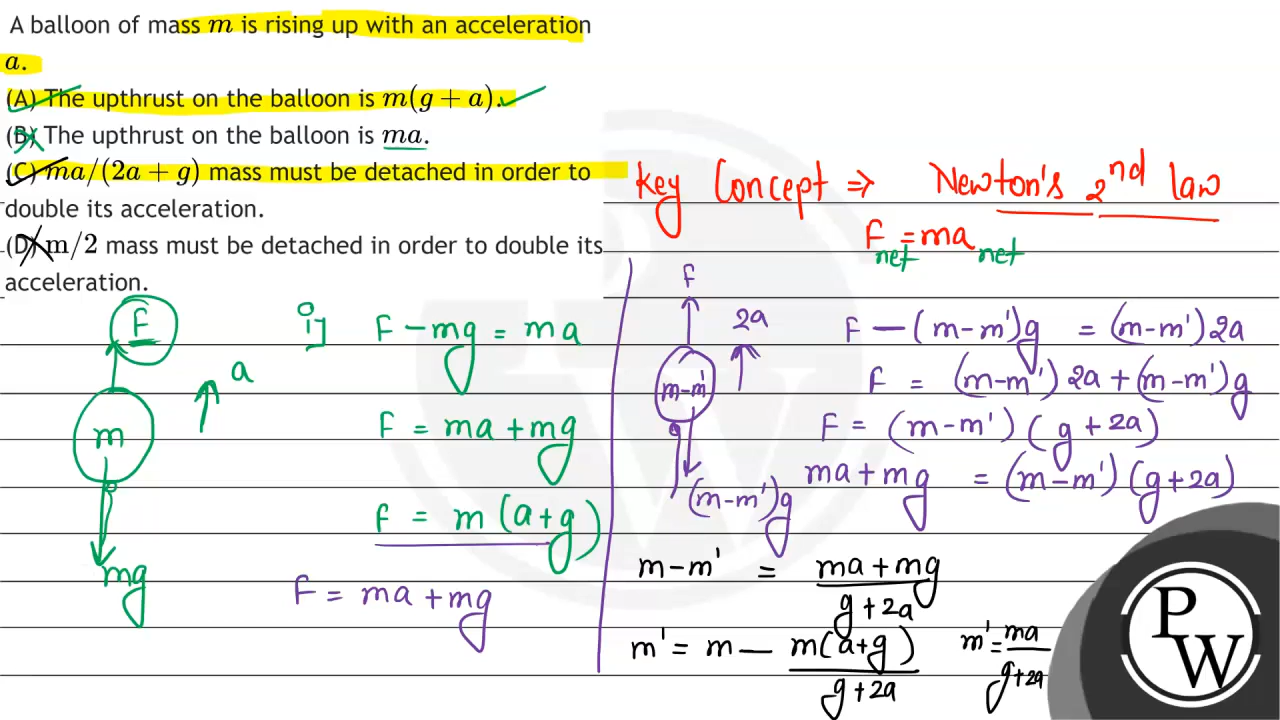 A balloon of mass m is rising up with an acceleration
a.
(A) The upthrust on the balloon is m(g + a).
(B) The upthrust on the balloon is ma.
(C) ma/(2a + g) mass must be detached in order to
double its acceleration.
(D) m/2 mass must be detached in order to double its
acceleration.
Key Concept ⇒ Newton's 2nd law
F net = ma net
F
a
m
mg
i]
F - mg = ma
F = ma + mg
F = m (a+g)
F = ma + mg
F
2a
m-m'
(m-m')g
F - (m-m')g = (m-m')2a
F = (m-m')2a + (m-m')g
F = (m-m') (g+2a)
ma + mg = (m-m') (g+2a)
m-m' = ma + mg / g+2a
m' = m - m(a+g) / g+2a
m' = ma / g+2a
P
W